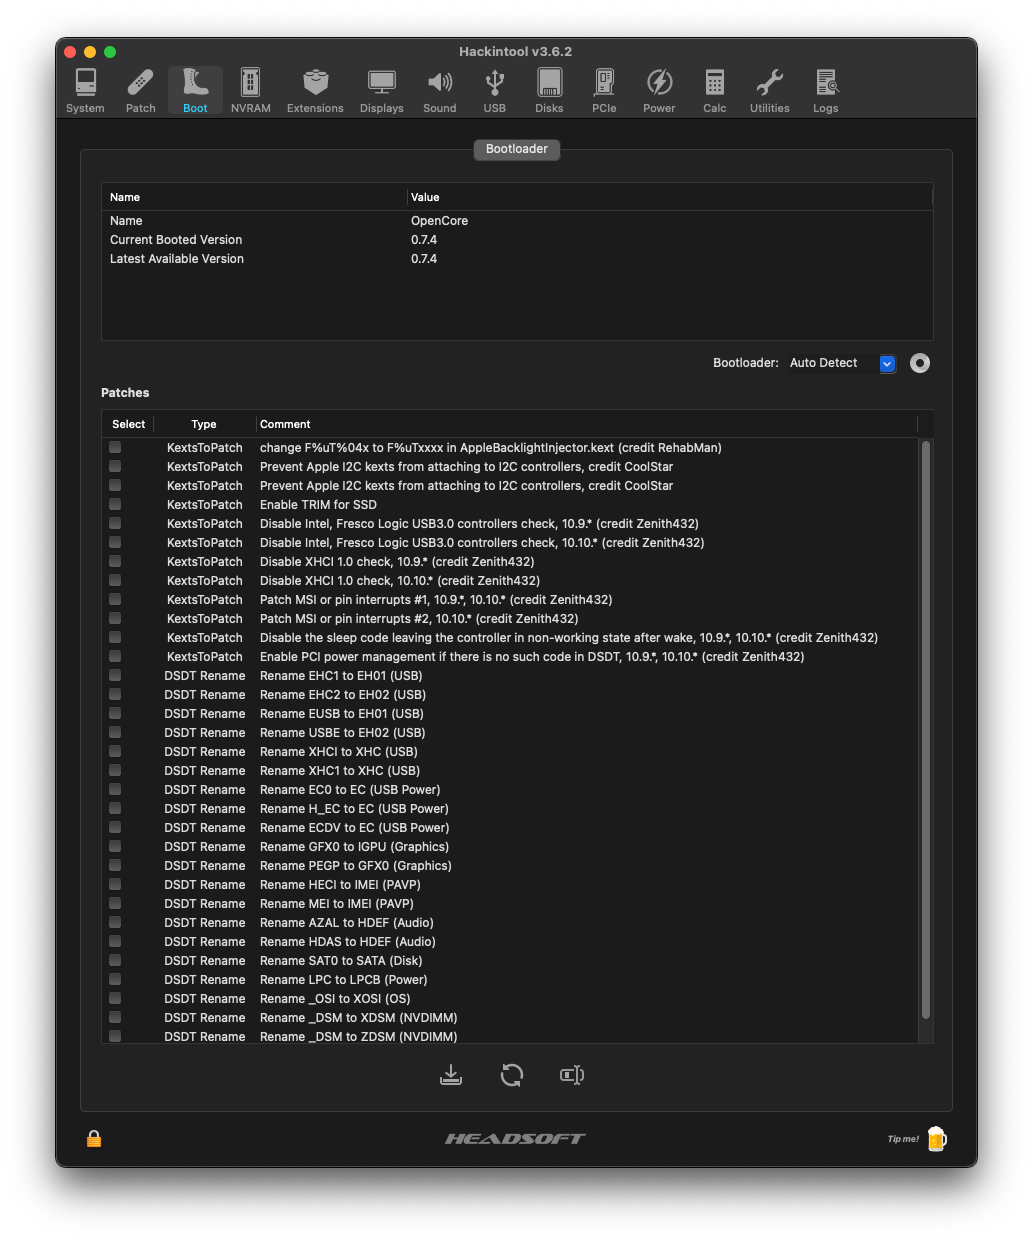 Hackintool v3.6.2
System Patch Boot NVRAM Extensions Displays Sound USB Disks PCIe Power Calc Utilities Logs
Bootloader
Name Value
Name OpenCore
Current Booted Version 0.7.4
Latest Available Version 0.7.4
Bootloader: Auto Detect
Patches
Select Type Comment
KextsToPatch change F%uT%04x to F%uTxxxx in AppleBacklightInjector.kext (credit RehabMan)
KextsToPatch Prevent Apple I2C kexts from attaching to I2C controllers, credit CoolStar
KextsToPatch Prevent Apple I2C kexts from attaching to I2C controllers, credit CoolStar
KextsToPatch Enable TRIM for SSD
KextsToPatch Disable Intel, Fresco Logic USB3.0 controllers check, 10.9.* (credit Zenith432)
KextsToPatch Disable Intel, Fresco Logic USB3.0 controllers check, 10.10.* (credit Zenith432)
KextsToPatch Disable XHCI 1.0 check, 10.9.* (credit Zenith432)
KextsToPatch Disable XHCI 1.0 check, 10.10.* (credit Zenith432)
KextsToPatch Patch MSI or pin interrupts #1, 10.9.*, 10.10.* (credit Zenith432)
KextsToPatch Patch MSI or pin interrupts #2, 10.10.* (credit Zenith432)
KextsToPatch Disable the sleep code leaving the controller in non-working state after wake, 10.9.*, 10.10.* (credit Zenith432)
KextsToPatch Enable PCI power management if there is no such code in DSDT, 10.9.*, 10.10.* (credit Zenith432)
DSDT Rename Rename EHC1 to EH01 (USB)
DSDT Rename Rename EHC2 to EH02 (USB)
DSDT Rename Rename EUSB to EH01 (USB)
DSDT Rename Rename USBE to EH02 (USB)
DSDT Rename Rename XHCI to XHC (USB)
DSDT Rename Rename XHC1 to XHC (USB)
DSDT Rename Rename EC0 to EC (USB Power)
DSDT Rename Rename H_EC to EC (USB Power)
DSDT Rename Rename ECDV to EC (USB Power)
DSDT Rename Rename GFX0 to IGPU (Graphics)
DSDT Rename Rename PEGP to GFX0 (Graphics)
DSDT Rename Rename HECI to IMEI (PAVP)
DSDT Rename Rename MEI to IMEI (PAVP)
DSDT Rename Rename AZAL to HDEF (Audio)
DSDT Rename Rename HDAS to HDEF (Audio)
DSDT Rename Rename SAT0 to SATA (Disk)
DSDT Rename Rename LPC to LPCB (Power)
DSDT Rename Rename _OSI to XOSI (OS)
DSDT Rename Rename _DSM to XDSM (NVDIMM)
DSDT Rename Rename _DSM to ZDSM (NVDIMM)
HEADSOFT
Tip me!